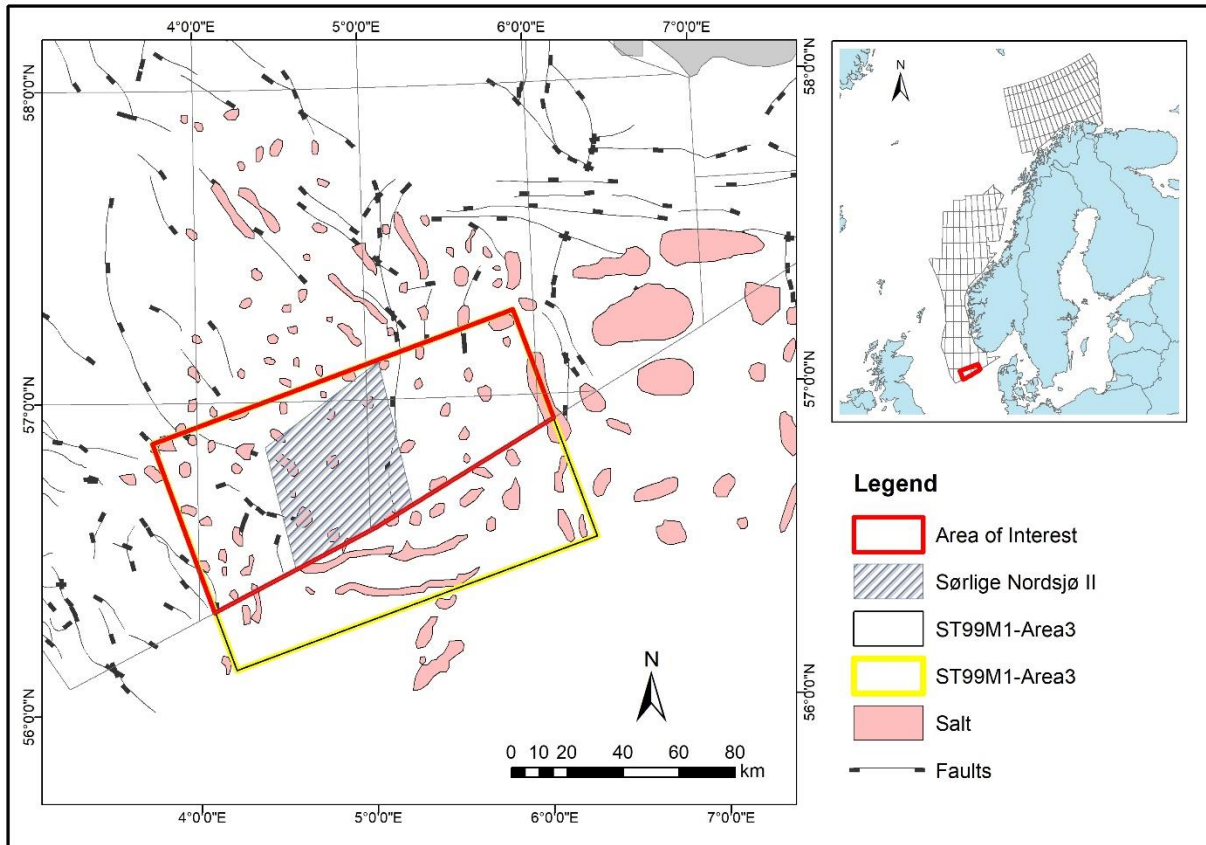 4°0'0"E
5°0'0"E
6°0'0"E
7°0'0"E
58°0'0"N
58°0'0"N
57°0'0"N
57°0'0"N
56°0'0"N
56°0'0"N
N
0 10 20 40 60 80
km
4°0'0"E
5°0'0"E
6°0'0"E
7°0'0"E
N
Legend
Area of Interest
Sørlige Nordsjø II
ST99M1-Area3
ST99M1-Area3
Salt
Faults